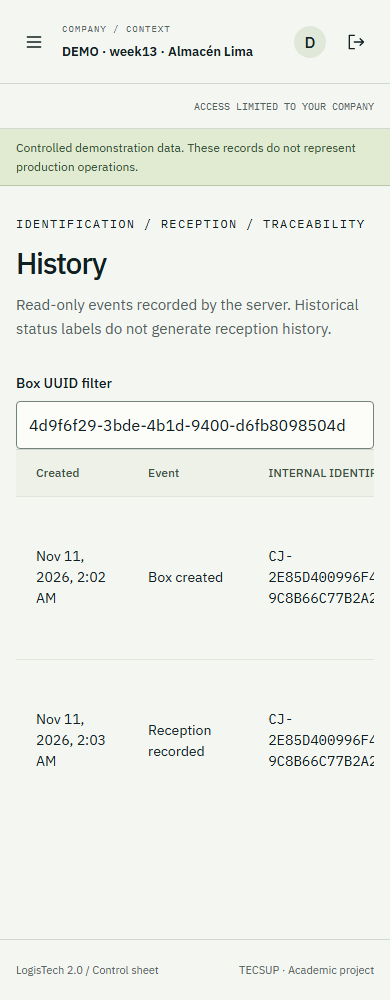 COMPANY / CONTEXT
DEMO · week13 · Almacén Lima
D
ACCESS LIMITED TO YOUR COMPANY
Controlled demonstration data. These records do not represent
production operations.
IDENTIFICATION / RECEPTION / TRACEABILITY
History
Read-only events recorded by the server. Historical
status labels do not generate reception history.
Box UUID filter
4d9f6f29-3bde-4b1d-9400-d6fb8098504d
Created Event INTERNAL
Nov 11,
2026, 2:02
AM
Box created
CJ-
2E85D400996F4
9C8B66C77B2A2
Nov 11,
2026, 2:03
AM
Reception
recorded
CJ-
2E85D400996F4
9C8B66C77B2A2
LogisTech 2.0 / Control sheet
TECSUP · Academic project